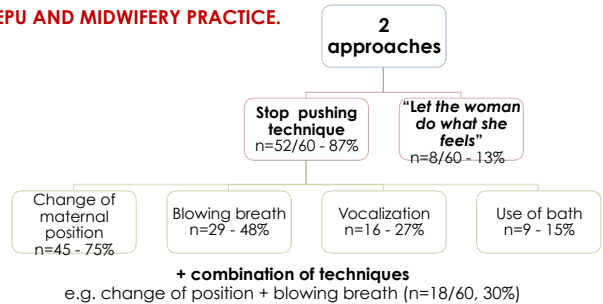 EPU AND MIDWIFERY PRACTICE.
2
approaches
Stop pushing
technique
n=52/60 - 87%
“Let the woman
do what she
feels”
n=8/60 - 13%
Change of
maternal
position
n=45 - 75%
Blowing breath
n=29 - 48%
Vocalization
n=16 - 27%
Use of bath
n=9 - 15%
+ combination of techniques
e.g. change of position + blowing breath (n=18/60, 30%)